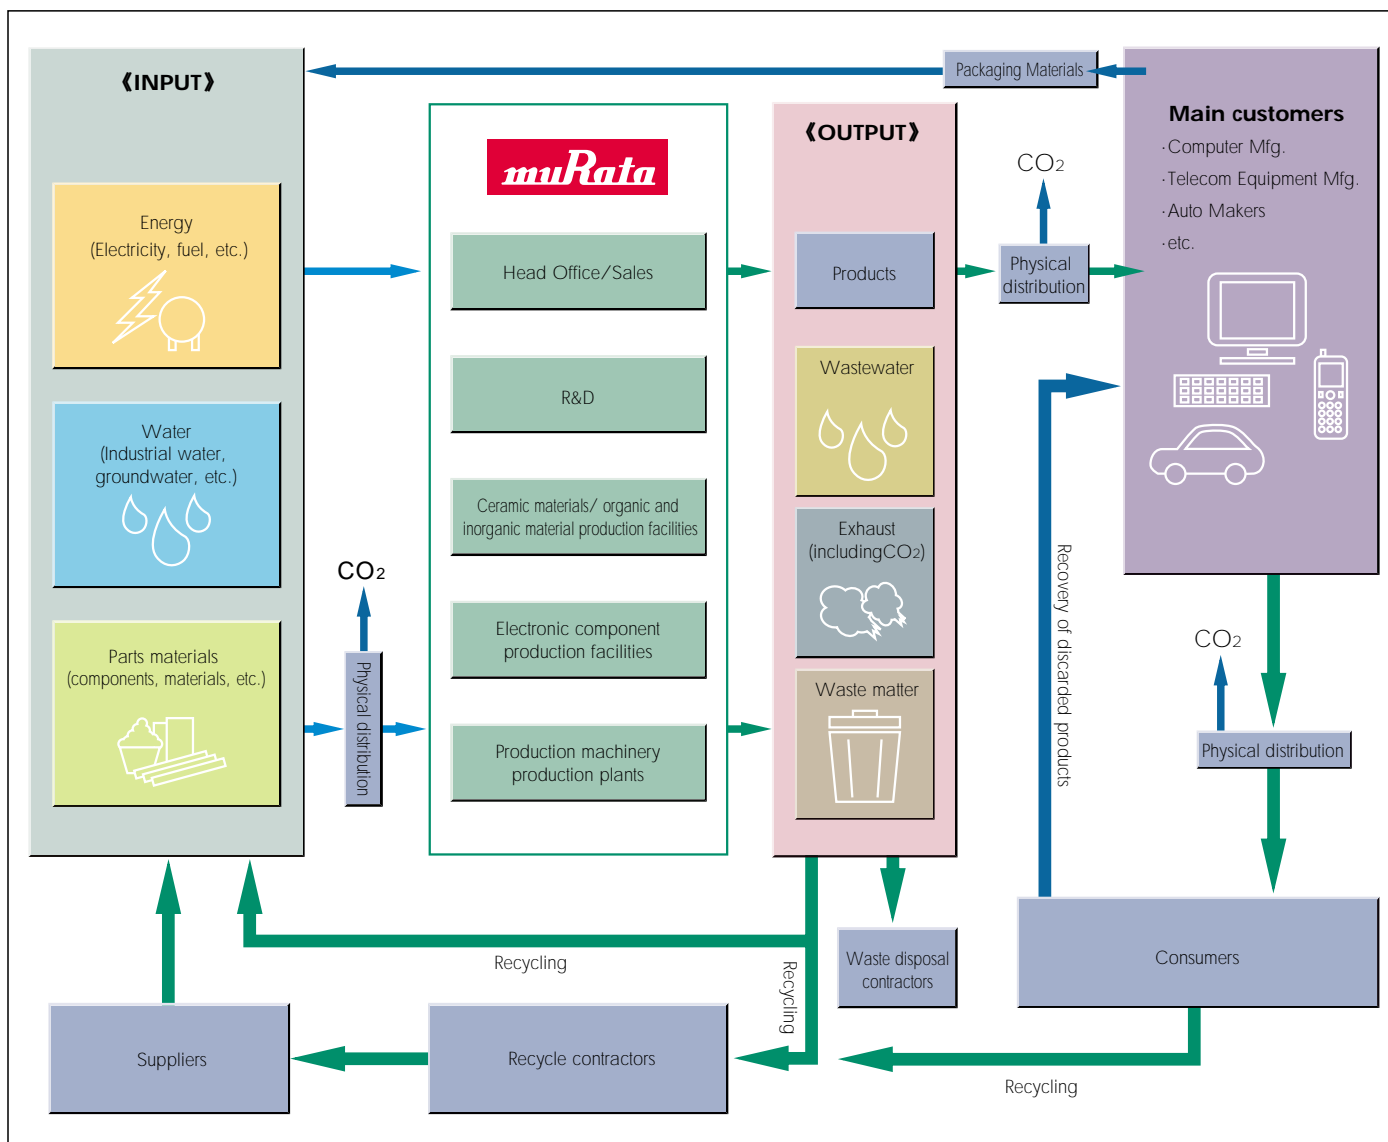 《INPUT》
Energy
(Electricity, fuel, etc.)
Water
(Industrial water,
groundwater, etc.)
Parts materials
(components, materials, etc.)
CO2
Physical distribution
muRata
Head Office/Sales
R&D
Ceramic materials/ organic and
inorganic material production facilities
Electronic component
production facilities
Production machinery
production plants
《OUTPUT》
Products
Wastewater
Exhaust
(includingCO2)
Waste matter
Packaging Materials
CO2
Physical
distribution
Main customers
·Computer Mfg.
·Telecom Equipment Mfg.
·Auto Makers
·etc.
Recovery of discarded products
CO2
Physical distribution
Consumers
Waste disposal
contractors
Recycling
Recycling
Recycling
Recycle contractors
Suppliers